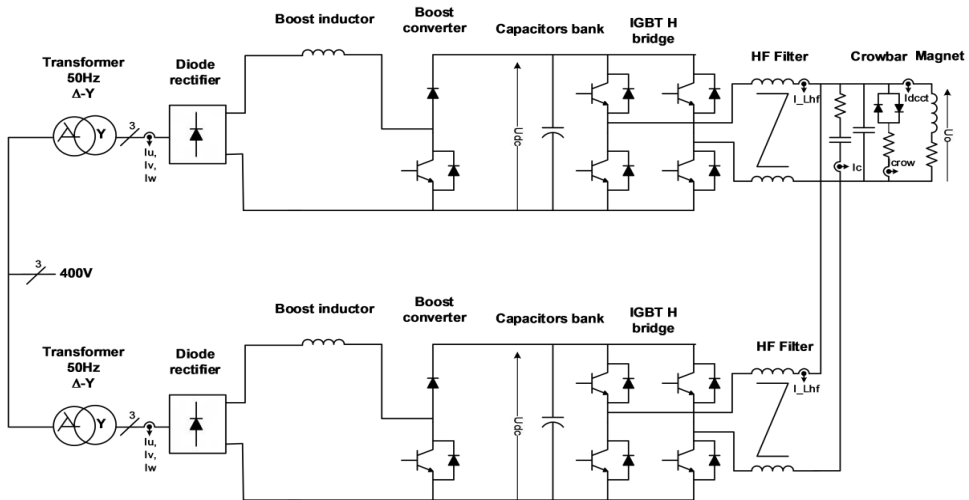 Boost inductor
Boost
converter
Capacitors bank
IGBT H
bridge
HF Filter
Crowbar Magnet
Transformer
50Hz
Δ-Y
Diode
rectifier
Y
3
Iu,
Iv,
Iw
Udc
I_Lhf
Idcct
Ic
Icrow
Uo
3
400V
Boost inductor
Boost
converter
Capacitors bank
IGBT H
bridge
HF Filter
Transformer
50Hz
Δ-Y
Diode
rectifier
Y
3
Iu,
Iv,
Iw
Udc
I_Lhf